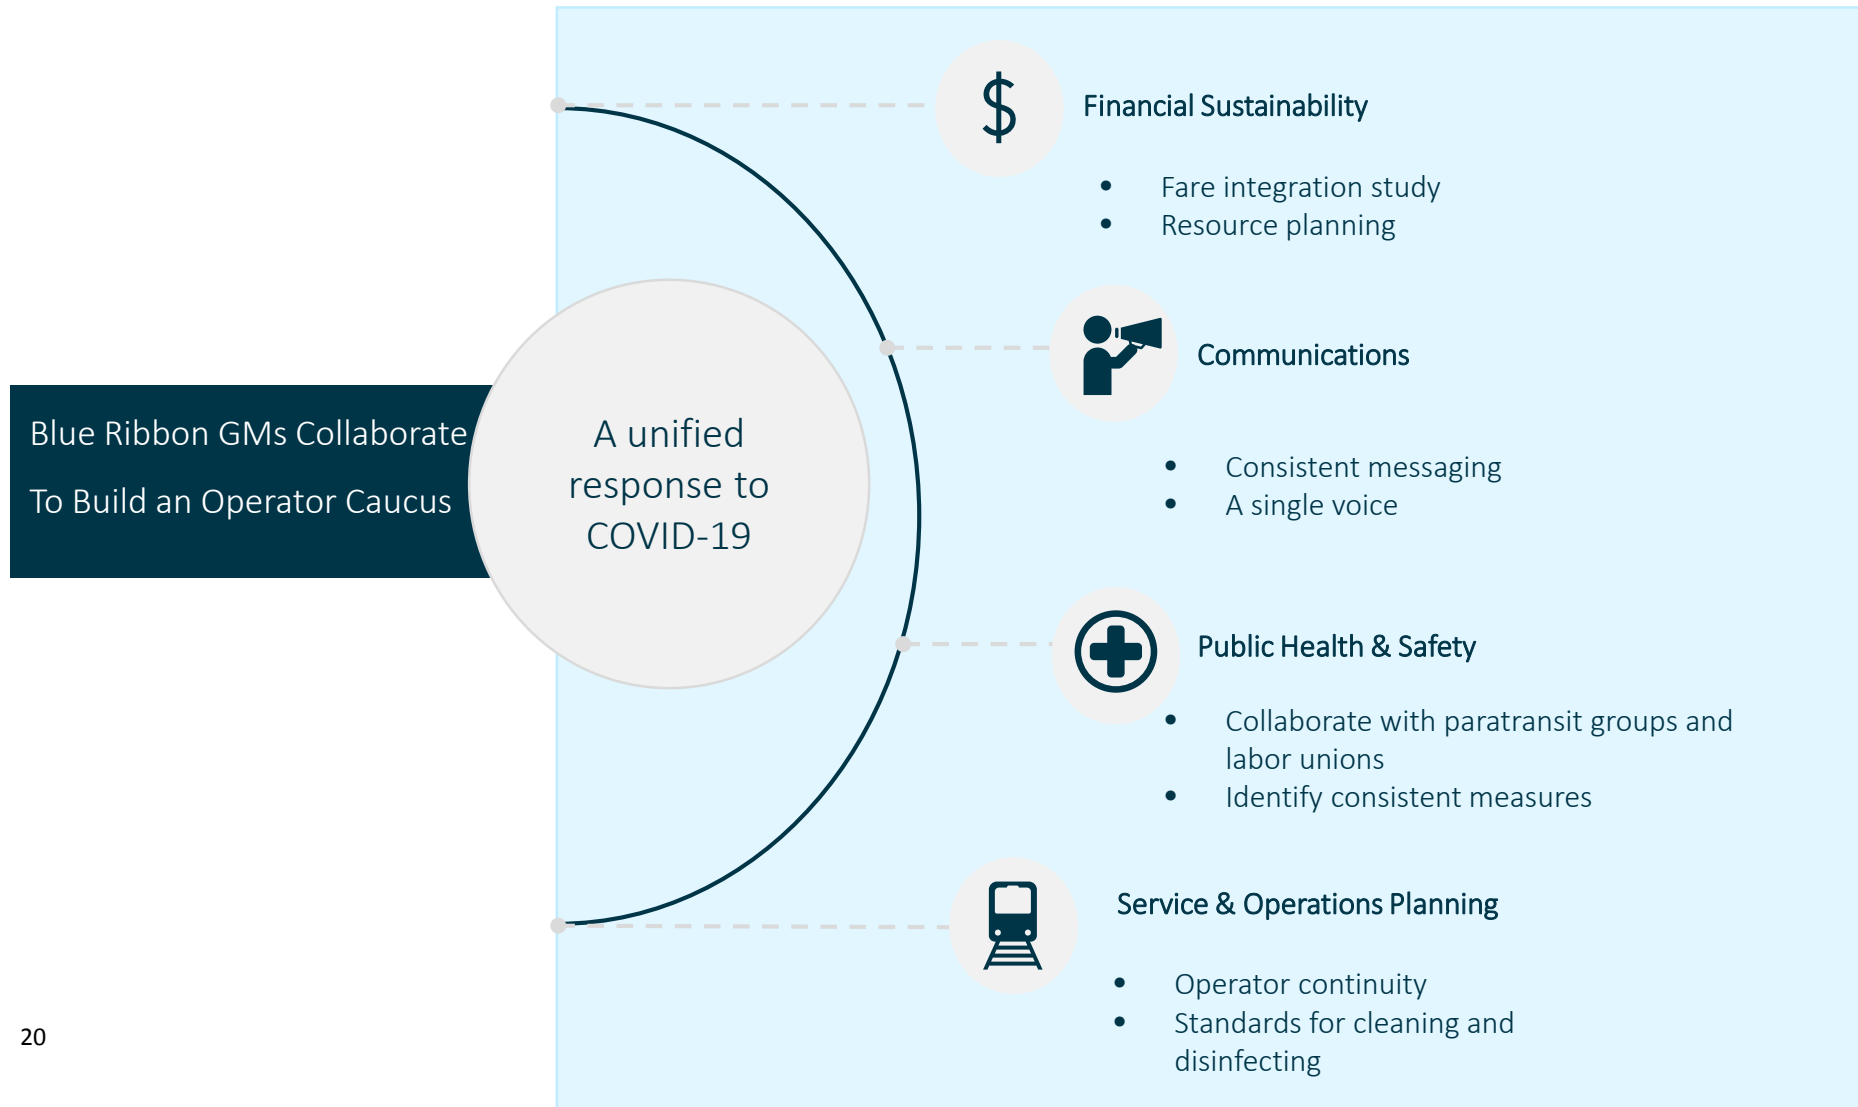 Blue Ribbon GMs Collaborate
To Build an Operator Caucus
A unified
response to
COVID-19
$
Financial Sustainability
• Fare integration study
• Resource planning
Communications
• Consistent messaging
• A single voice
Public Health & Safety
• Collaborate with paratransit groups and
labor unions
• Identify consistent measures
Service & Operations Planning
• Operator continuity
• Standards for cleaning and
disinfecting
20